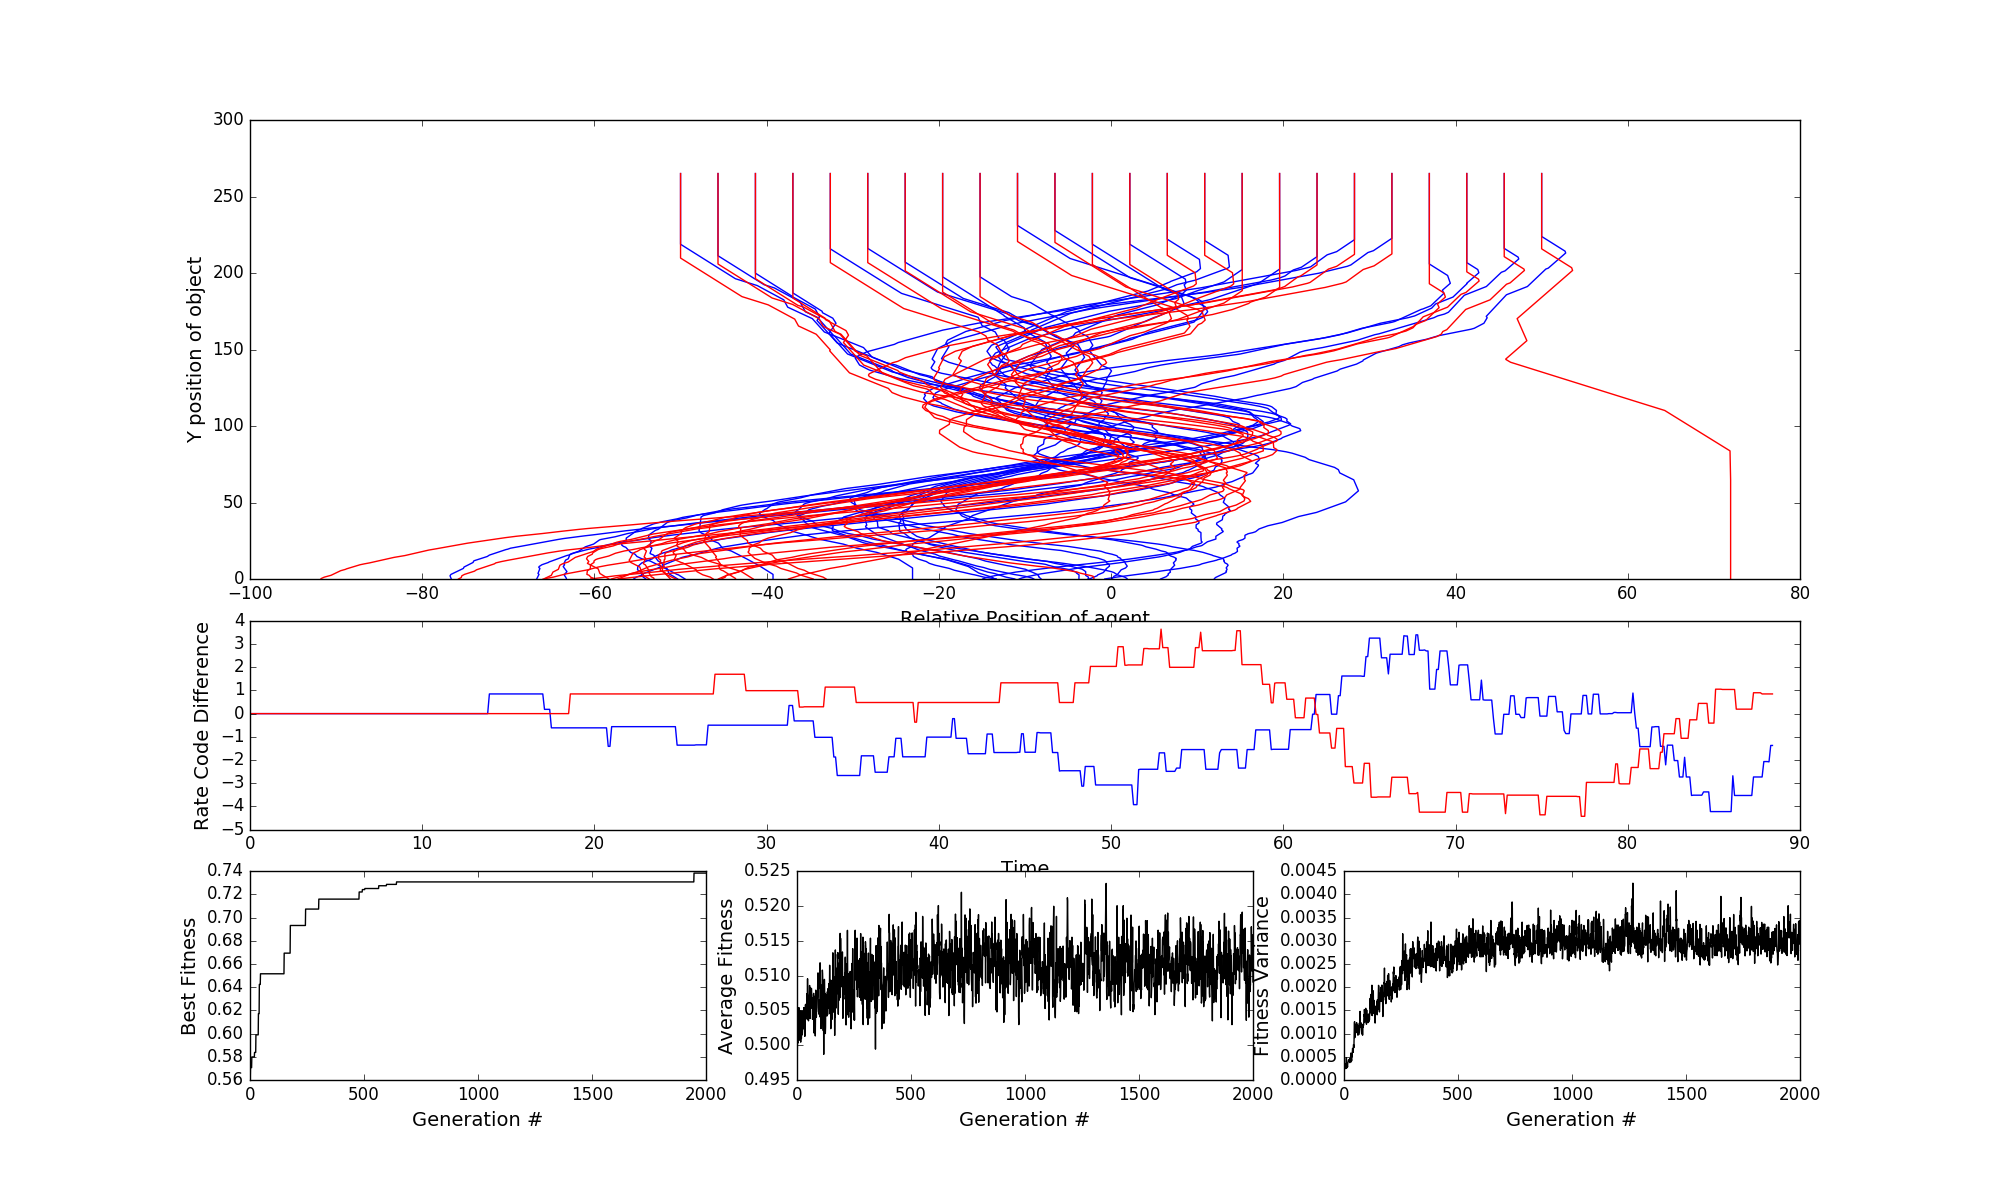 300
250
200
150
100
50
0
Y position of object
−100 −80 −60 −40 −20 0 20 40 60 80
Relative Position of agent
4
3
2
1
0
−1
−2
−3
−4
−5
Rate Code Difference
0 10 20 30 40 50 60 70 80 90
Time
0.74
0.72
0.70
0.68
0.66
0.64
0.62
0.60
0.58
0.56
Best Fitness
0 500 1000 1500 2000
Generation #
0.525
0.520
0.515
0.510
0.505
0.500
0.495
Average Fitness
0 500 1000 1500 2000
Generation #
0.0045
0.0040
0.0035
0.0030
0.0025
0.0020
0.0015
0.0010
0.0005
0.0000
Fitness Variance
0 500 1000 1500 2000
Generation #